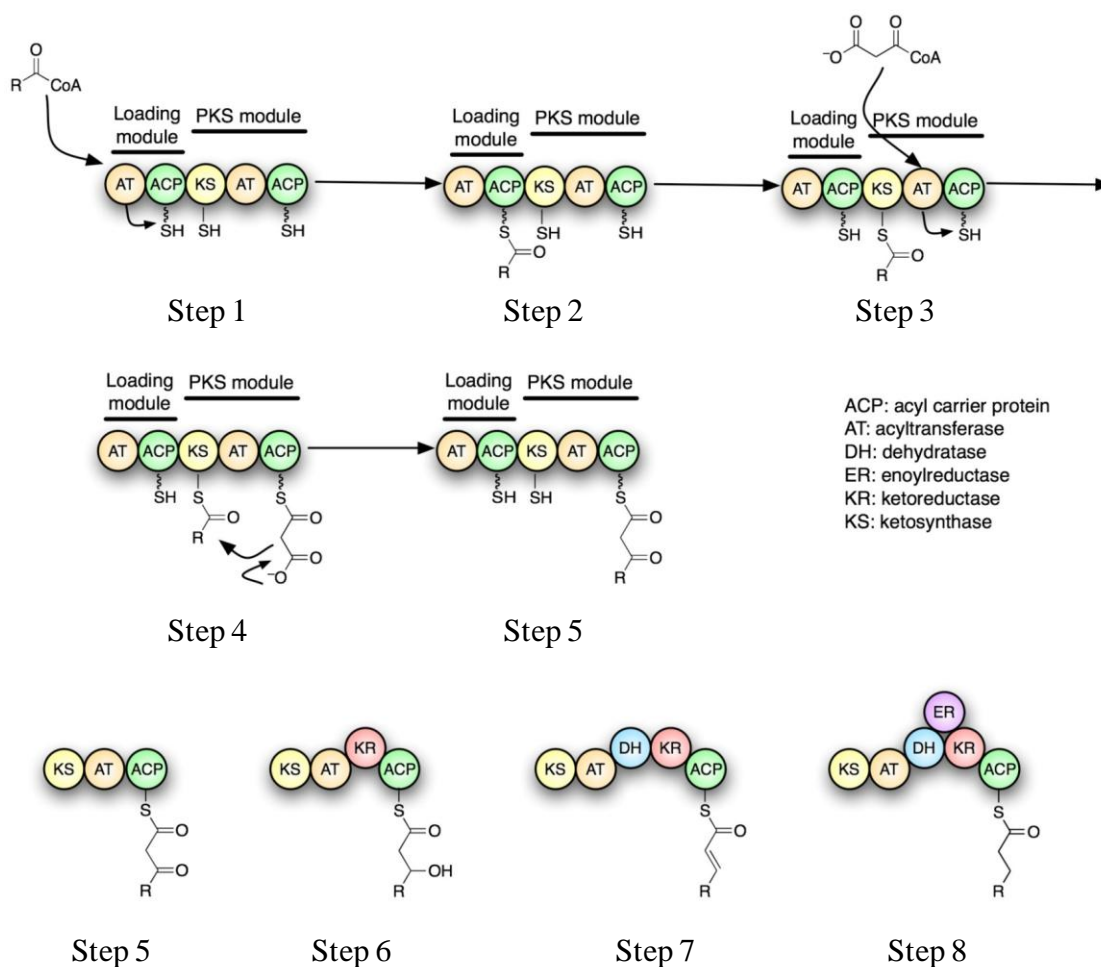 O
R CoA
Loading module PKS module
AT ACP KS AT ACP
SH SH SH
Step 1
Loading module PKS module
AT ACP KS AT ACP
S SH SH
O
R
Step 2
O O
⁻O CoA
Loading module PKS module
AT ACP KS AT ACP
SH S SH
O
R
Step 3
Loading module PKS module
AT ACP KS AT ACP
SH S S
O O
R O
⁻O
Step 4
Loading module PKS module
AT ACP KS AT ACP
SH SH S
O
O
R
Step 5
ACP: acyl carrier protein
AT: acyltransferase
DH: dehydratase
ER: enoylreductase
KR: ketoreductase
KS: ketosynthase
KS AT ACP
S
O
O
R
Step 5
KS AT KR ACP
S
O
OH
R
Step 6
KS AT DH KR ACP
S
O
R
Step 7
ER
KS AT DH KR ACP
S
O
R
Step 8